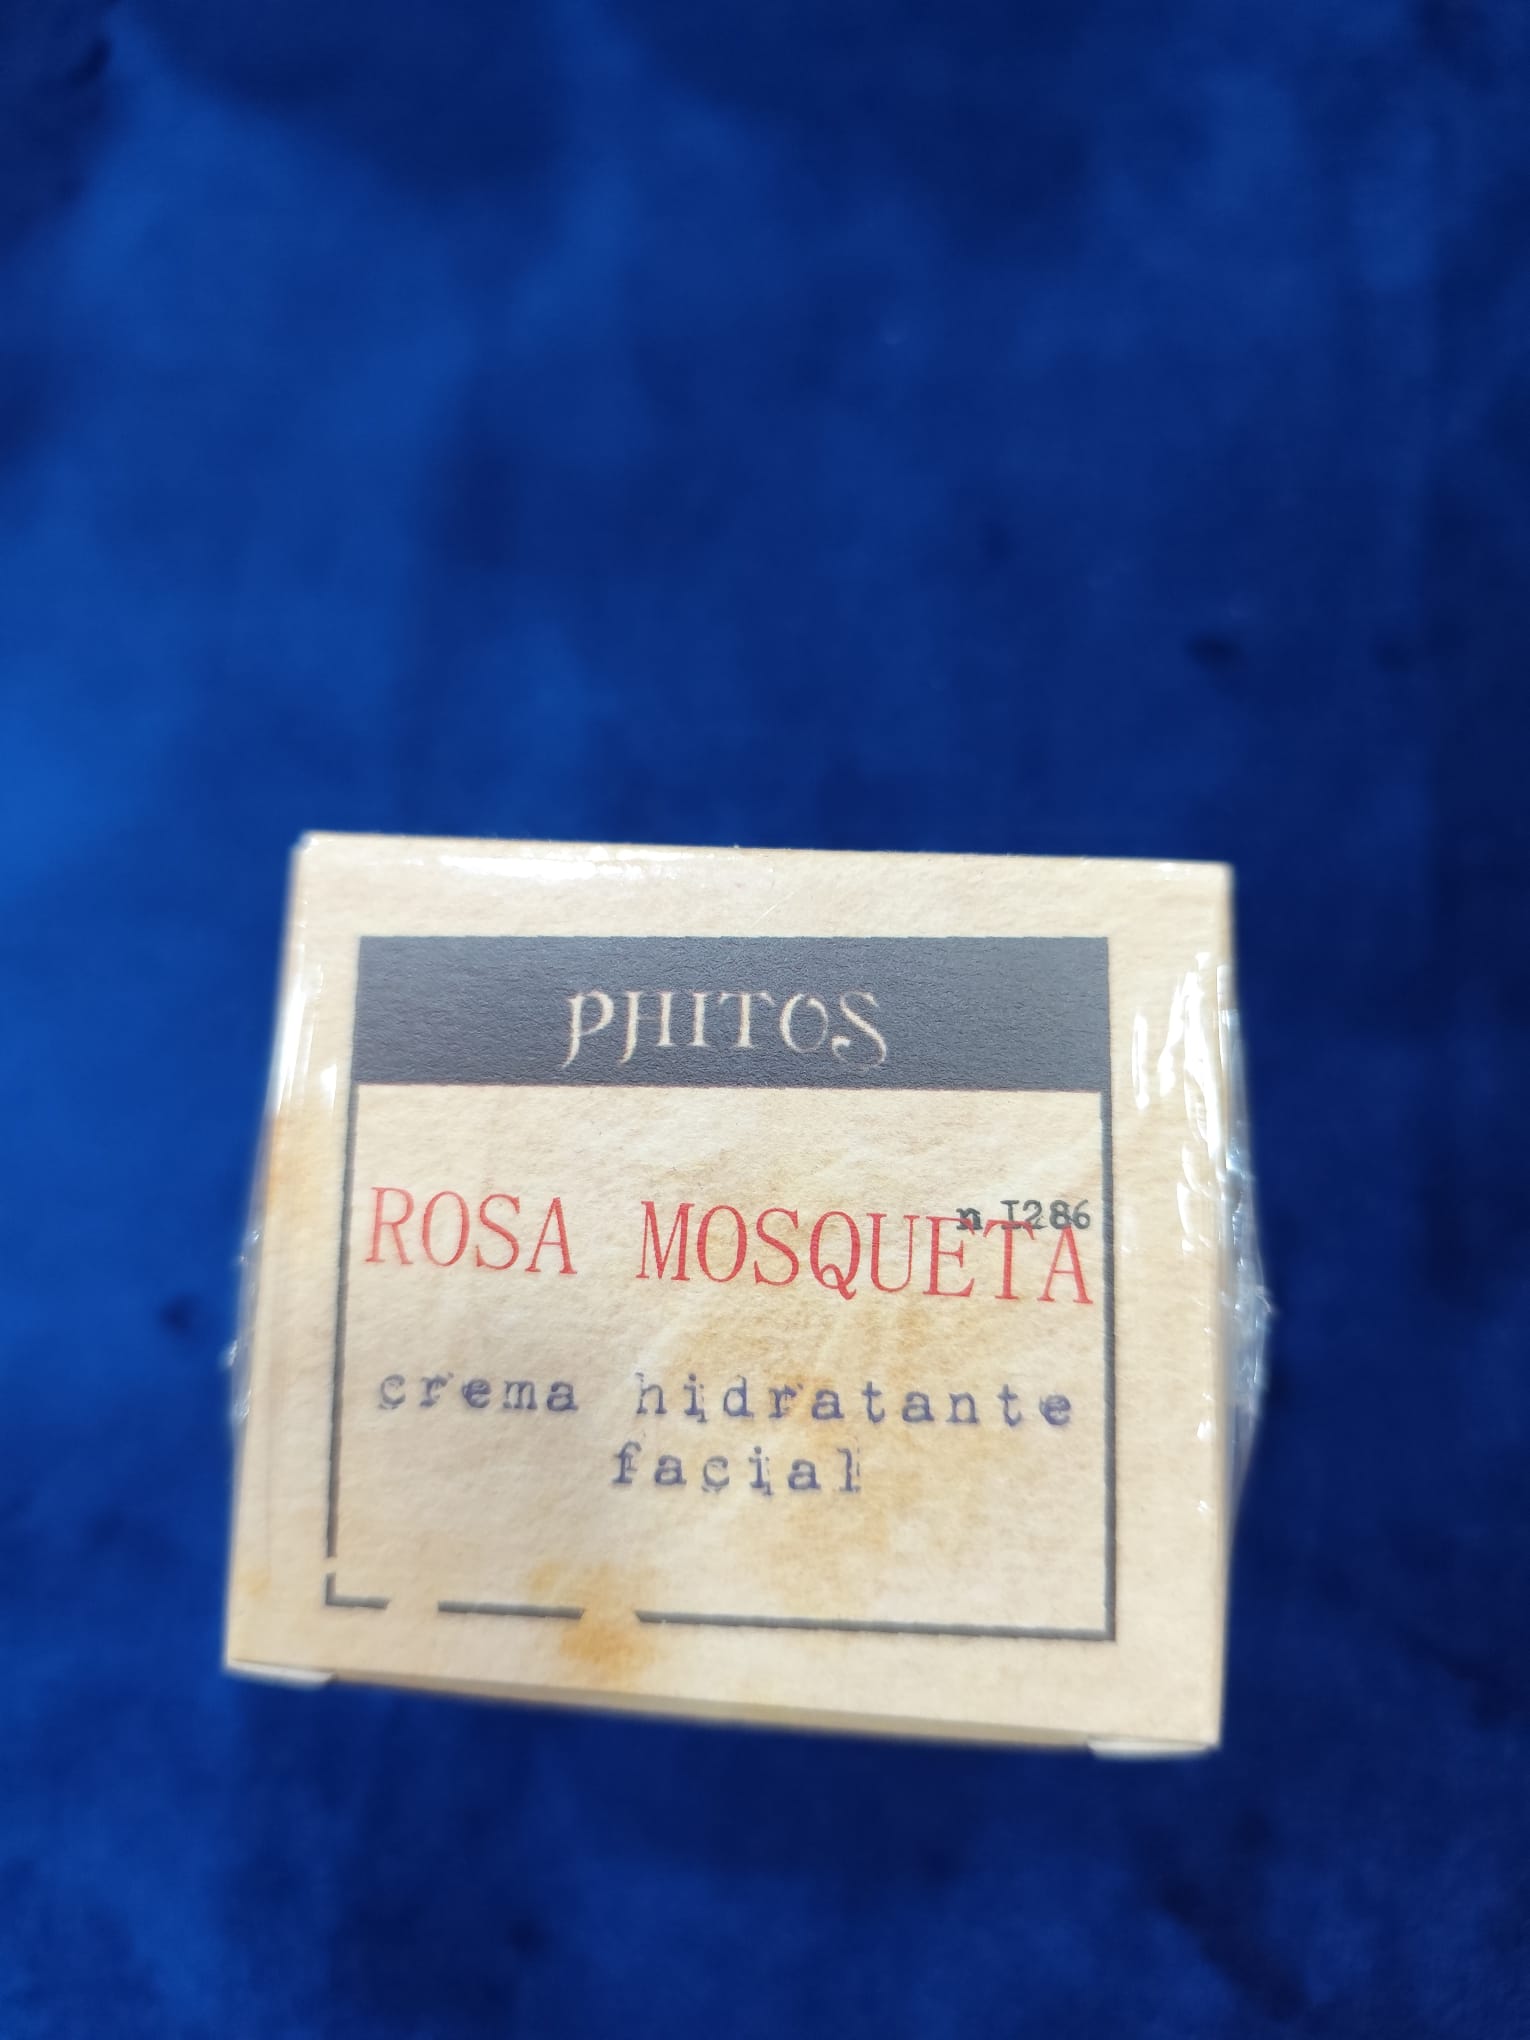 PHITOS
n I286
ROSA MOSQUETA
crema hidratante
facial